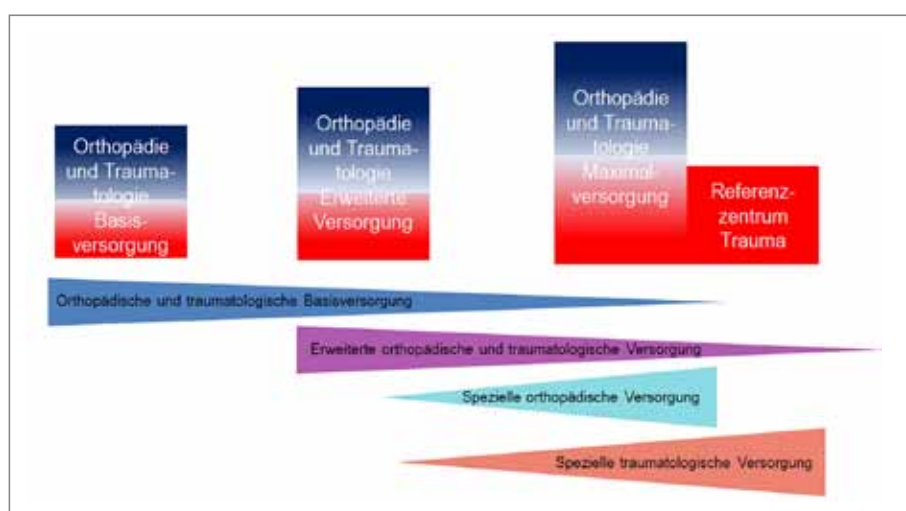 Orthopädie
und Trauma-
tologie
Basis-
versorgung
Orthopädie
und Trauma-
tologie
Erweiterte
Versorgung
Orthopädie
und Trauma-
tologie
Maximal-
versorgung
Referenz-
zentrum
Trauma
Orthopädische und traumatologische Basisversorgung
Erweiterte orthopädische und traumatologische Versorgung
Spezielle orthopädische Versorgung
Spezielle traumatologische Versorgung